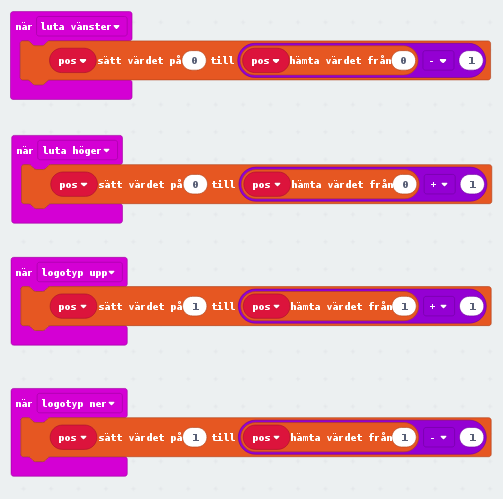 när luta vänster
pos sätt värdet på 0 till pos hämta värdet från 0 - 1
när luta höger
pos sätt värdet på 0 till pos hämta värdet från 0 + 1
när logotyp upp
pos sätt värdet på 1 till pos hämta värdet från 1 + 1
när logotyp ner
pos sätt värdet på 1 till pos hämta värdet från 1 - 1